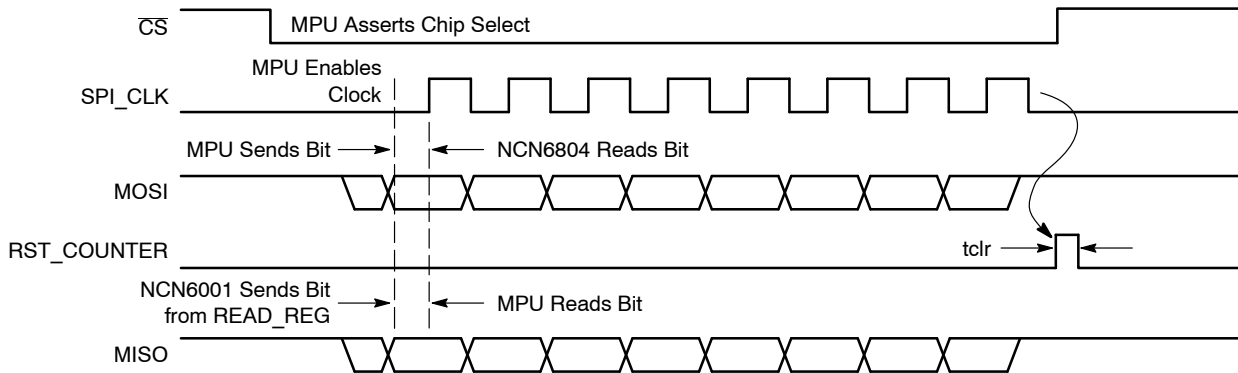 CS
MPU Asserts Chip Select
MPU Enables
Clock
SPI_CLK
MPU Sends Bit
NCN6804 Reads Bit
MOSI
RST_COUNTER
tclr
NCN6001 Sends Bit
from READ_REG
MPU Reads Bit
MISO